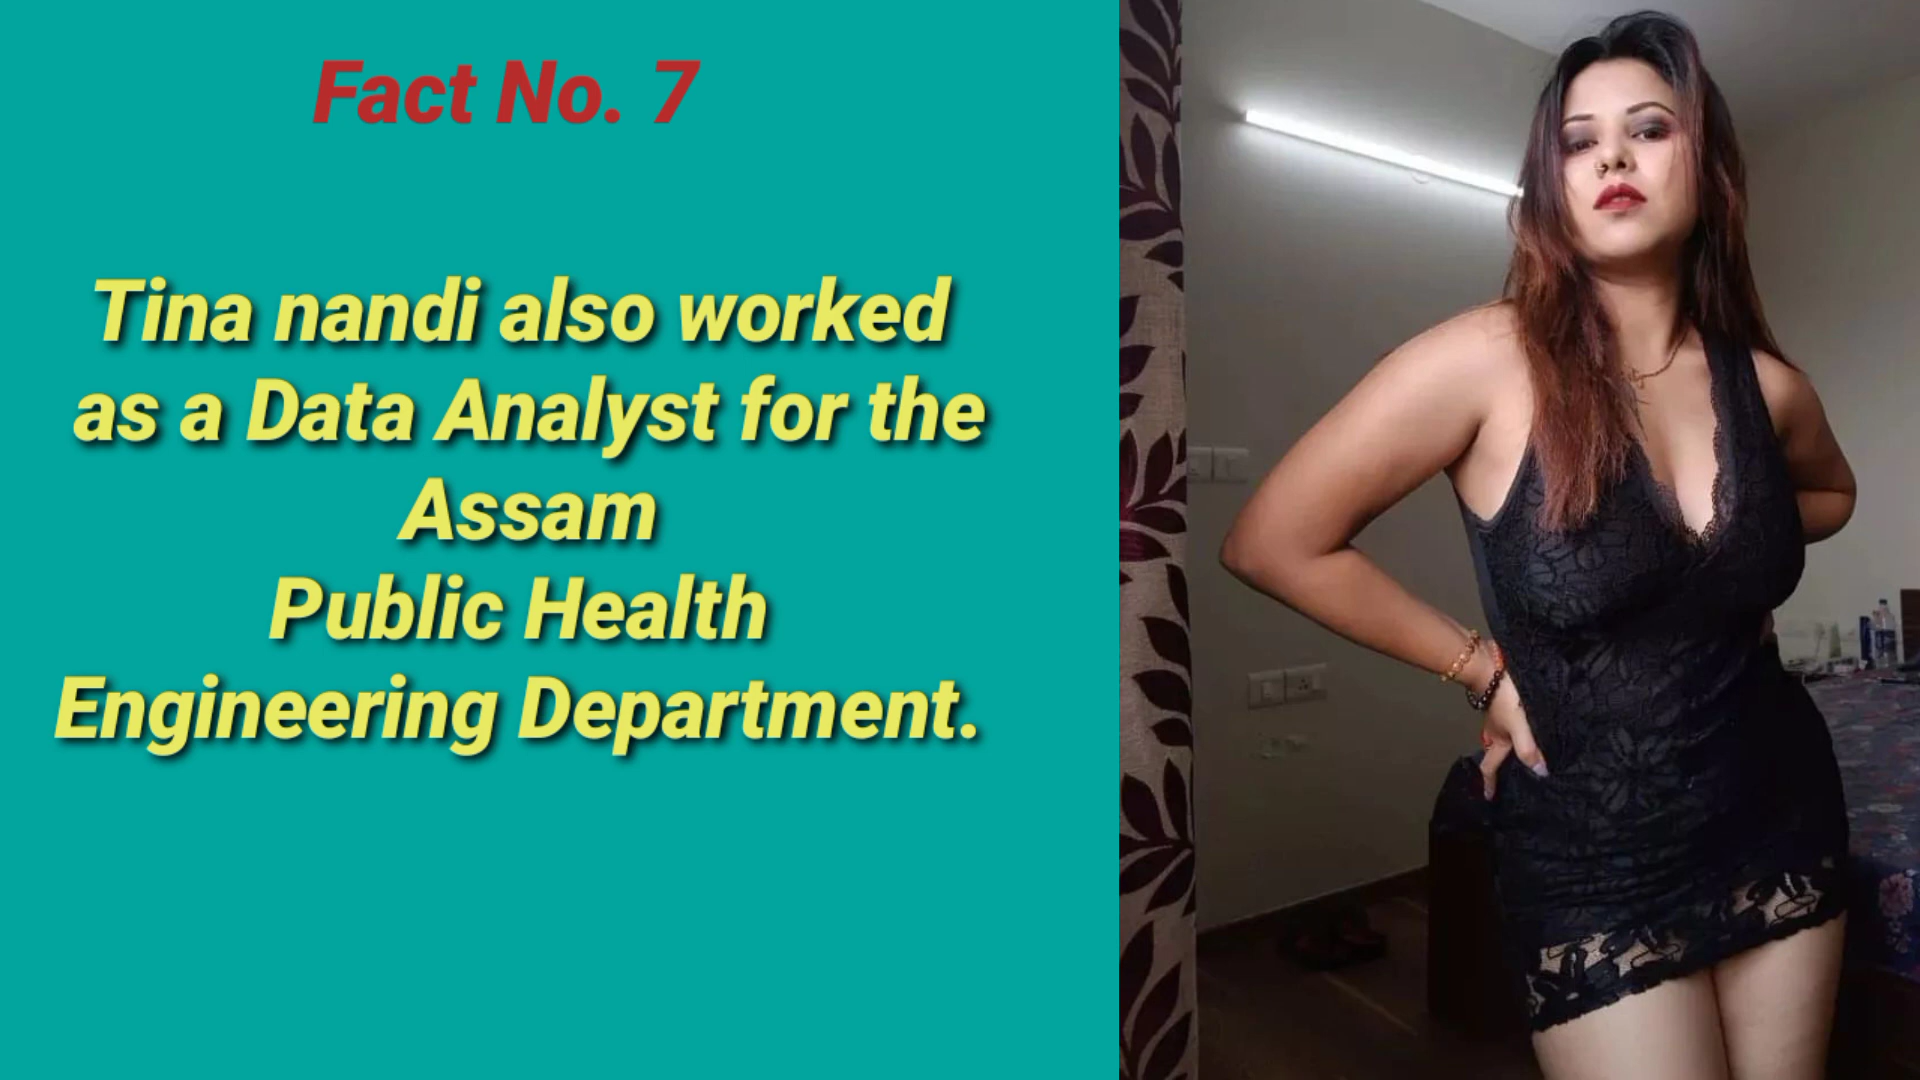 Fact No. 7
Tina nandi also worked
as a Data Analyst for the
Assam
Public Health
Engineering Department.